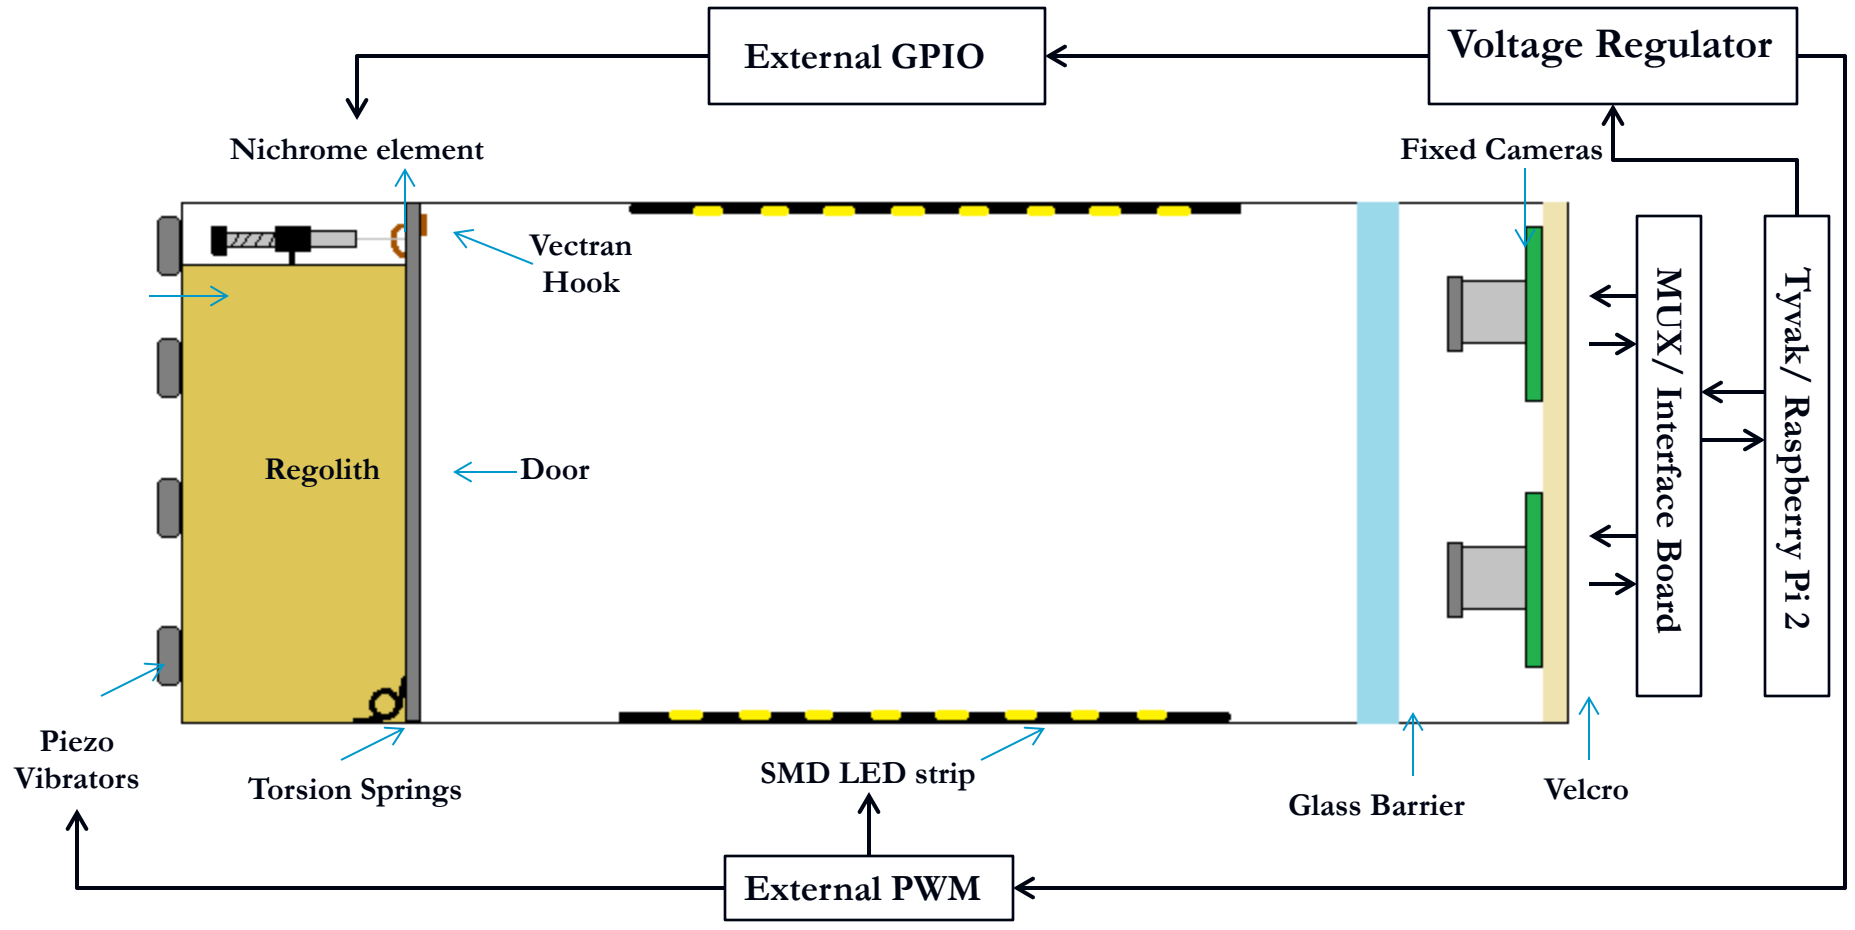 External GPIO
Voltage Regulator
Nichrome element
Fixed Cameras
Vectran
Hook
MUX/ Interface Board
Tyvak/ Raspberry Pi 2
Regolith
Door
Piezo
Vibrators
Torsion Springs
SMD LED strip
Glass Barrier
Velcro
External PWM